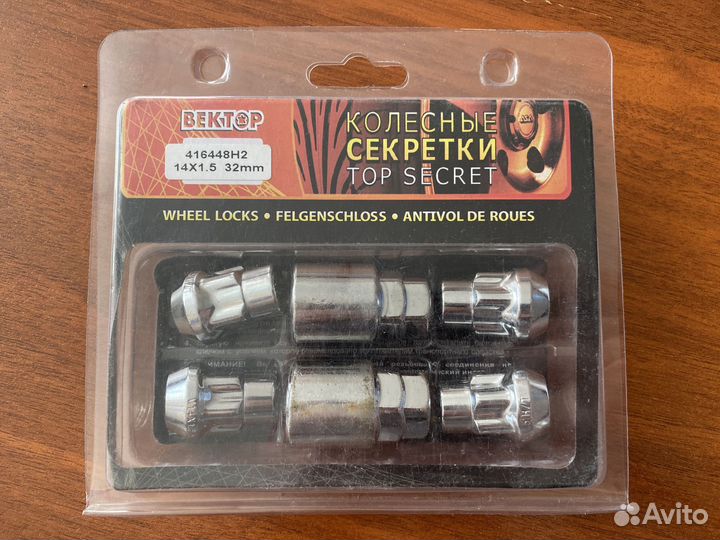 ВЕКТОР
КОЛЕСНЫЕ
СЕКРЕТКИ
TOP SECRET
416448H2
14X1.5 32mm
WHEEL LOCKS • FELGENSCHLOSS • ANTIVOL DE ROUES
Avito